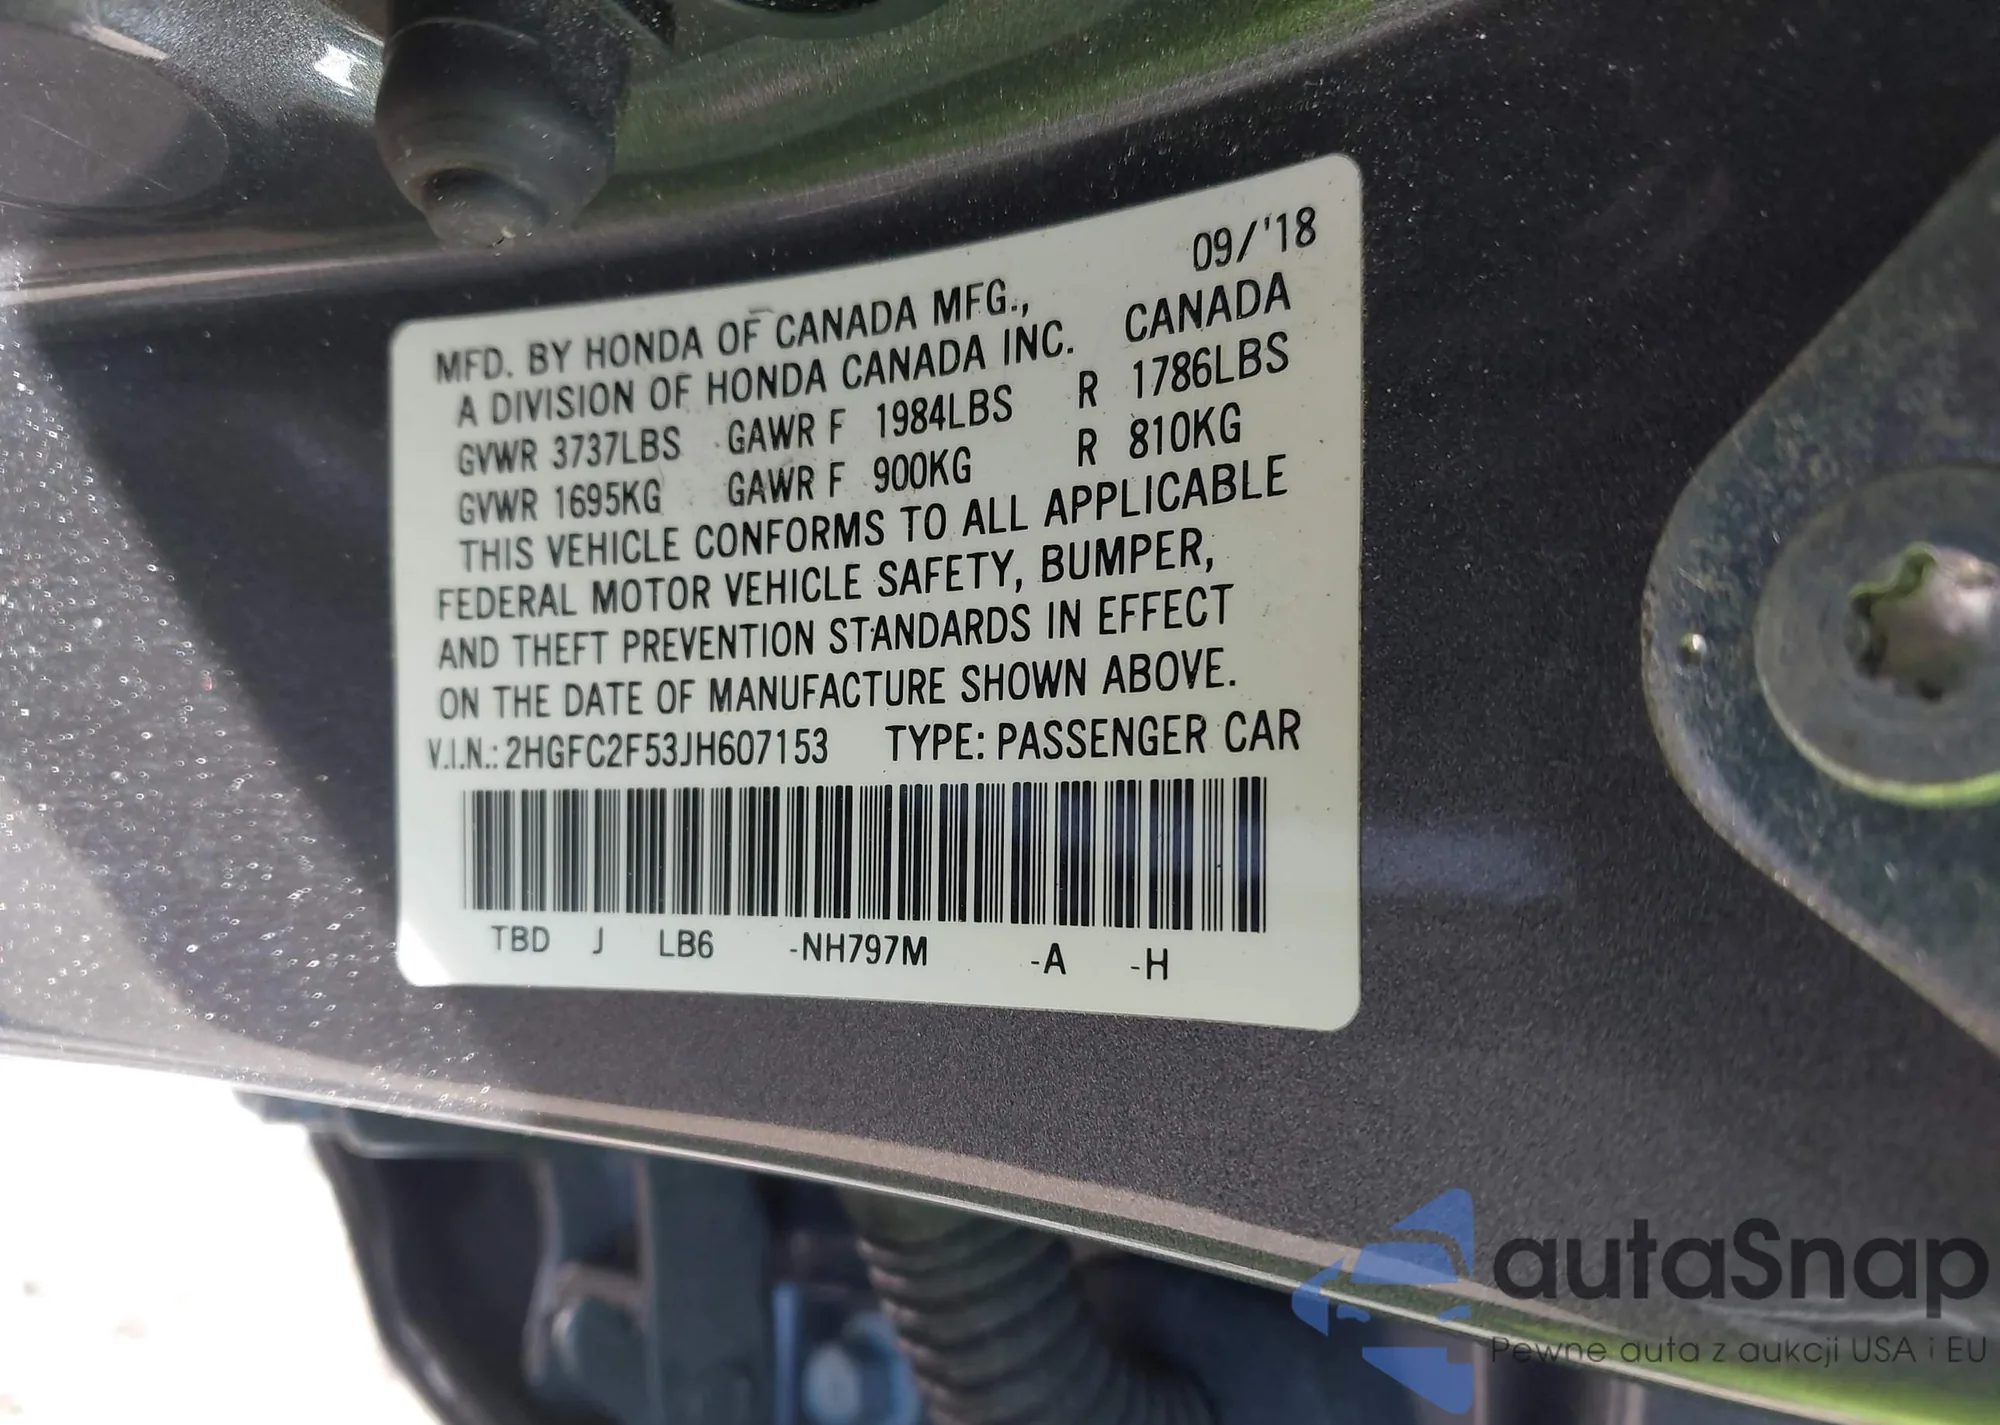 09/'18
MFD. BY HONDA OF CANADA MFG.,
A DIVISION OF HONDA CANADA INC. CANADA
GVWR 3737LBS GAWR F 1984LBS R 1786LBS
GVWR 1695KG GAWR F 900KG R 810KG
THIS VEHICLE CONFORMS TO ALL APPLICABLE
FEDERAL MOTOR VEHICLE SAFETY, BUMPER,
AND THEFT PREVENTION STANDARDS IN EFFECT
ON THE DATE OF MANUFACTURE SHOWN ABOVE.
V.I.N.: 2HGFC2F53JH607153 TYPE: PASSENGER CAR
TBD J LB6 -NH797M -A -H
autaSnap
Pewne auta z aukcji USA i EU